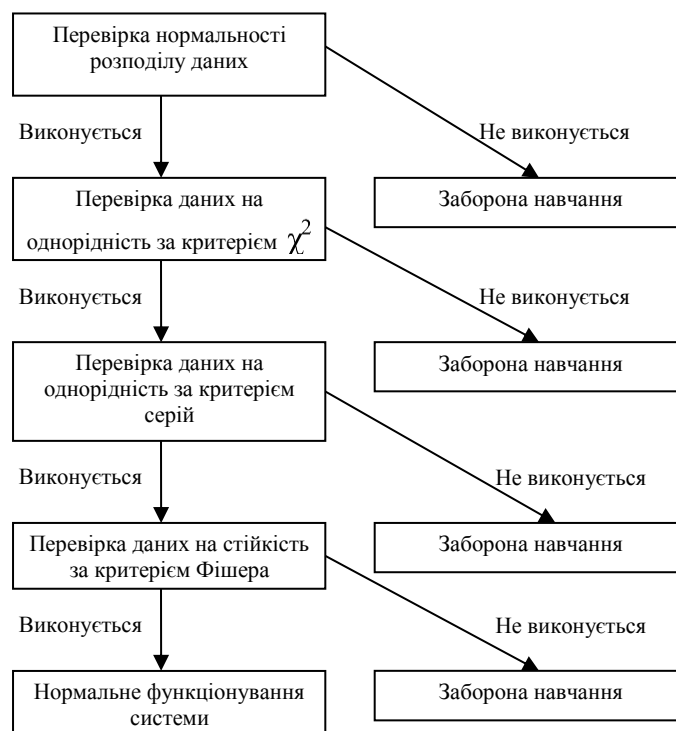 Перевірка нормальності
розподілу даних
Виконується
Не виконується
Перевірка даних на
однорідність за критерієм χ²
Заборона навчання
Виконується
Не виконується
Перевірка даних на
однорідність за критерієм
серій
Заборона навчання
Виконується
Не виконується
Перевірка даних на стійкість
за критерієм Фішера
Заборона навчання
Виконується
Не виконується
Нормальне функціонування
системи
Заборона навчання